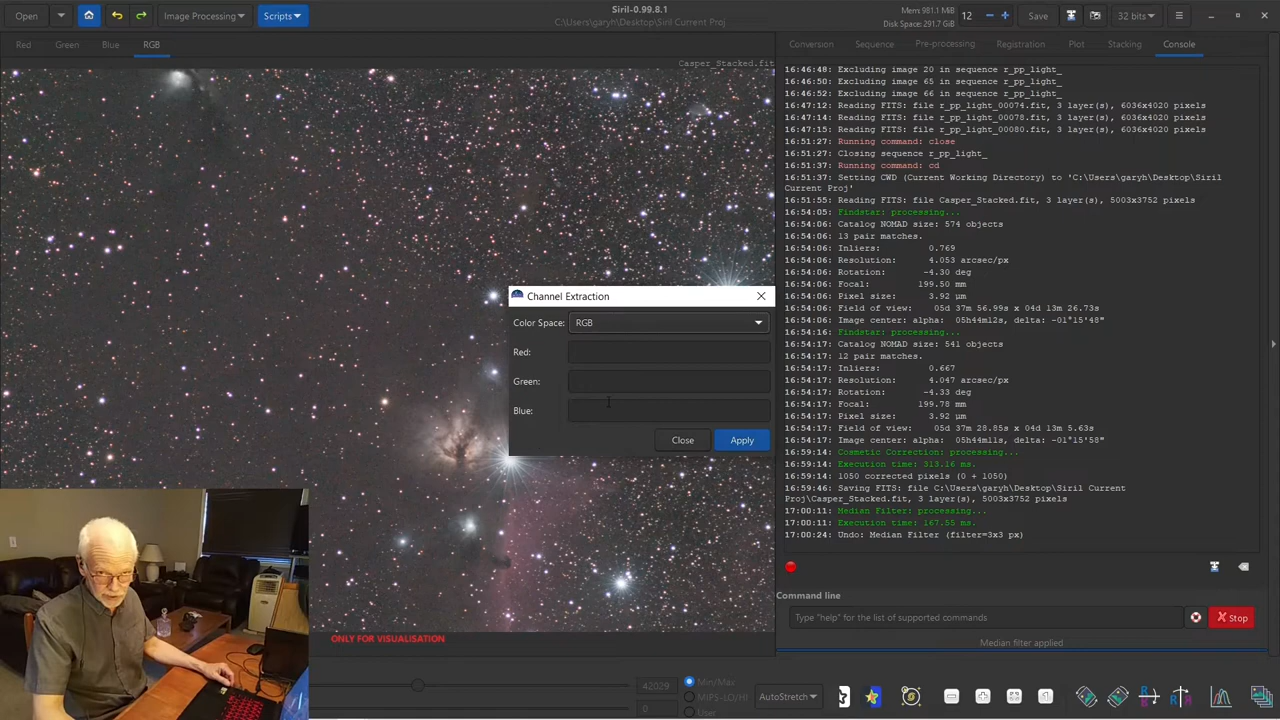 Siril-0.99.8.1
C:\Users\garyh\Desktop\Siril Current Proj
Open
Image Processing
Scripts
Mem: 981.1 MiB
Disk Space: 291.7 GiB
12
Save
32 bits
Red
Green
Blue
RGB
Casper_Stacked.fit
Conversion
Sequence
Pre-processing
Registration
Plot
Stacking
Console
16:46:48: Excluding image 20 in sequence r_pp_light_
16:46:50: Excluding image 65 in sequence r_pp_light_
16:46:52: Excluding image 66 in sequence r_pp_light_
16:47:12: Reading FITS: file r_pp_light_00074.fit, 3 layer(s), 6036x4020 pixels
16:47:14: Reading FITS: file r_pp_light_00078.fit, 3 layer(s), 6036x4020 pixels
16:47:15: Reading FITS: file r_pp_light_00080.fit, 3 layer(s), 6036x4020 pixels
16:51:27: Running command: close
16:51:27: Closing sequence r_pp_light_
16:51:37: Running command: cd
16:51:37: Setting CWD (Current Working Directory) to 'C:\Users\garyh\Desktop\Siril
Current Proj'
16:51:55: Reading FITS: file Casper_Stacked.fit, 3 layer(s), 5003x3752 pixels
16:54:05: Findstar: processing...
16:54:06: Catalog NOMAD size: 574 objects
16:54:06: 13 pair matches.
16:54:06: Inliers: 0.769
16:54:06: Resolution: 4.053 arcsec/px
16:54:06: Rotation: -4.30 deg
16:54:06: Focal: 199.50 mm
16:54:06: Pixel size: 3.92 µm
16:54:06: Field of view: 05d 37m 56.99s x 04d 13m 26.73s
16:54:06: Image center: alpha: 05h44m12s, delta: -01°15'48"
16:54:16: Findstar: processing...
16:54:17: Catalog NOMAD size: 541 objects
16:54:17: 12 pair matches.
16:54:17: Inliers: 0.667
16:54:17: Resolution: 4.047 arcsec/px
16:54:17: Rotation: -4.33 deg
16:54:17: Focal: 199.78 mm
16:54:17: Pixel size: 3.92 µm
16:54:17: Field of view: 05d 37m 28.85s x 04d 13m 5.63s
16:54:17: Image center: alpha: 05h44m11s, delta: -01°15'58"
16:59:14: Cosmetic Correction: processing...
16:59:14: Execution time: 313.16 ms.
16:59:14: 1050 corrected pixels (0 + 1050)
16:59:46: Saving FITS: file C:\Users\garyh\Desktop\Siril Current
Proj\Casper_Stacked.fit, 3 layer(s), 5003x3752 pixels
17:00:11: Median Filter: processing...
17:00:11: Execution time: 167.55 ms.
17:00:24: Undo: Median Filter (filter=3x3 px)
Channel Extraction
Color Space:
RGB
Red:
Green:
Blue:
Close
Apply
Command line
Type "help" for the list of supported commands
Stop
Median filter applied
ONLY FOR VISUALISATION
42029
0
Min/Max
MIPS-LO/HI
User
AutoStretch